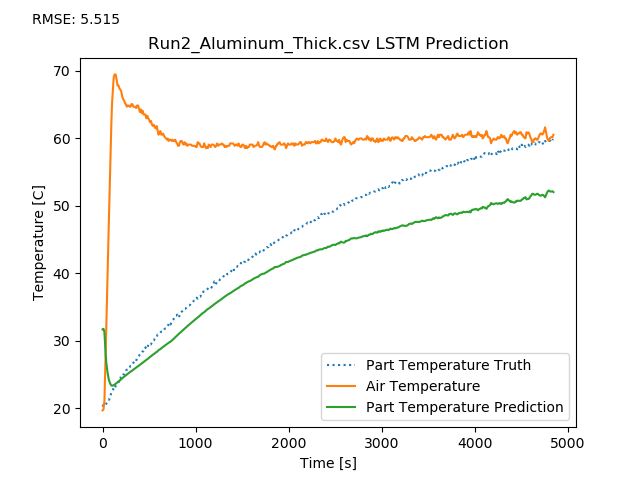 RMSE: 5.515
Run2_Aluminum_Thick.csv LSTM Prediction
Temperature [C]
70
60
50
40
30
20
Part Temperature Truth
Air Temperature
Part Temperature Prediction
0 1000 2000 3000 4000 5000
Time [s]